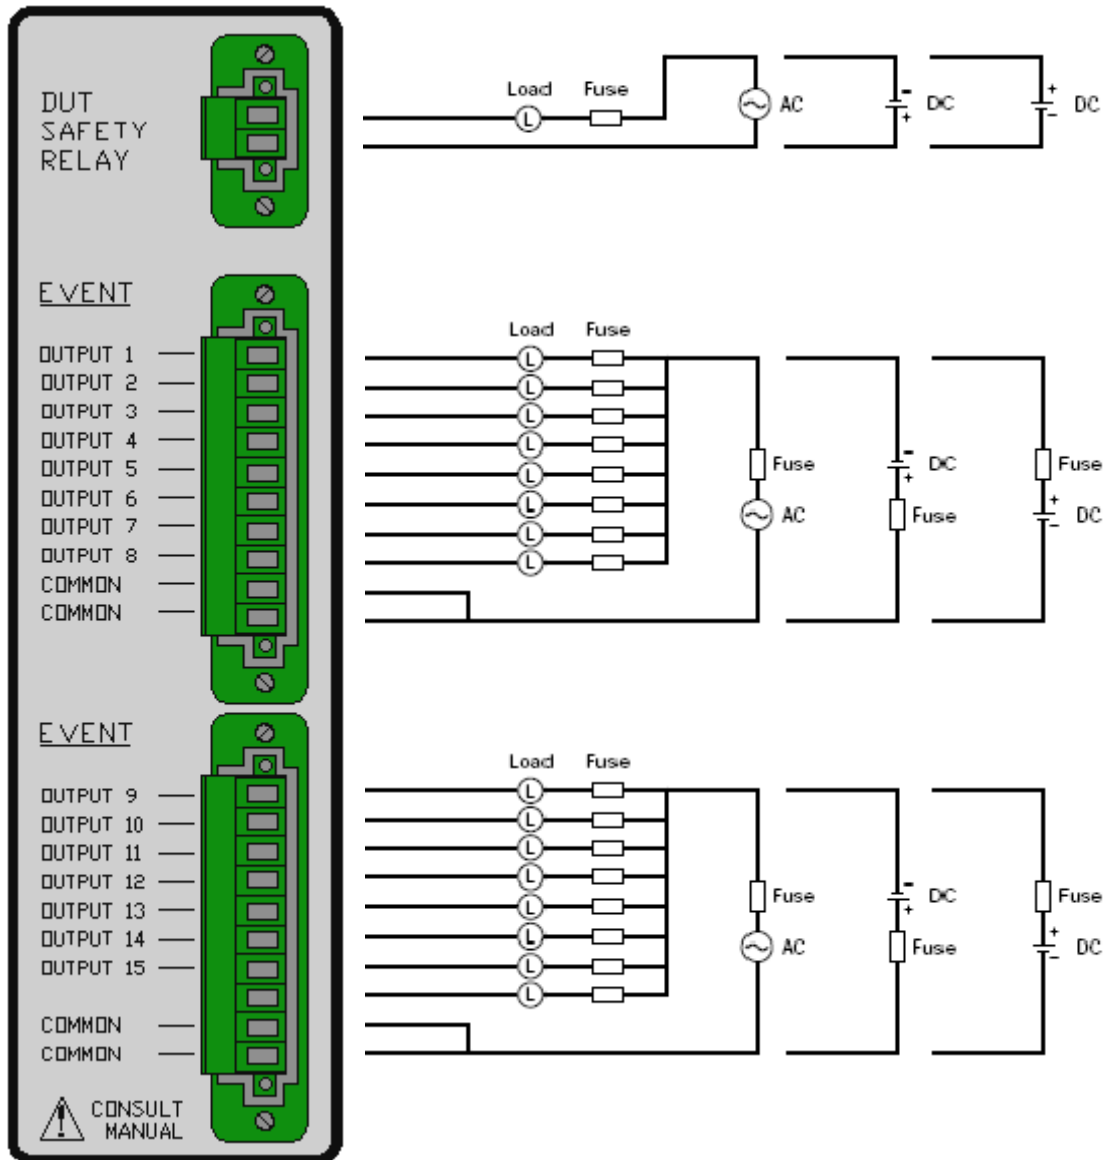 DUT
SAFETY
RELAY
Load Fuse
L
AC
- DC +
+ DC -
EVENT
OUTPUT 1
OUTPUT 2
OUTPUT 3
OUTPUT 4
OUTPUT 5
OUTPUT 6
OUTPUT 7
OUTPUT 8
COMMON
COMMON
Load Fuse
L
L
L
L
L
L
L
L
Fuse
AC
- DC +
Fuse
Fuse
+ DC -
EVENT
OUTPUT 9
OUTPUT 10
OUTPUT 11
OUTPUT 12
OUTPUT 13
OUTPUT 14
OUTPUT 15
COMMON
COMMON
Load Fuse
L
L
L
L
L
L
L
L
Fuse
AC
- DC +
Fuse
Fuse
+ DC -
! CONSULT
MANUAL